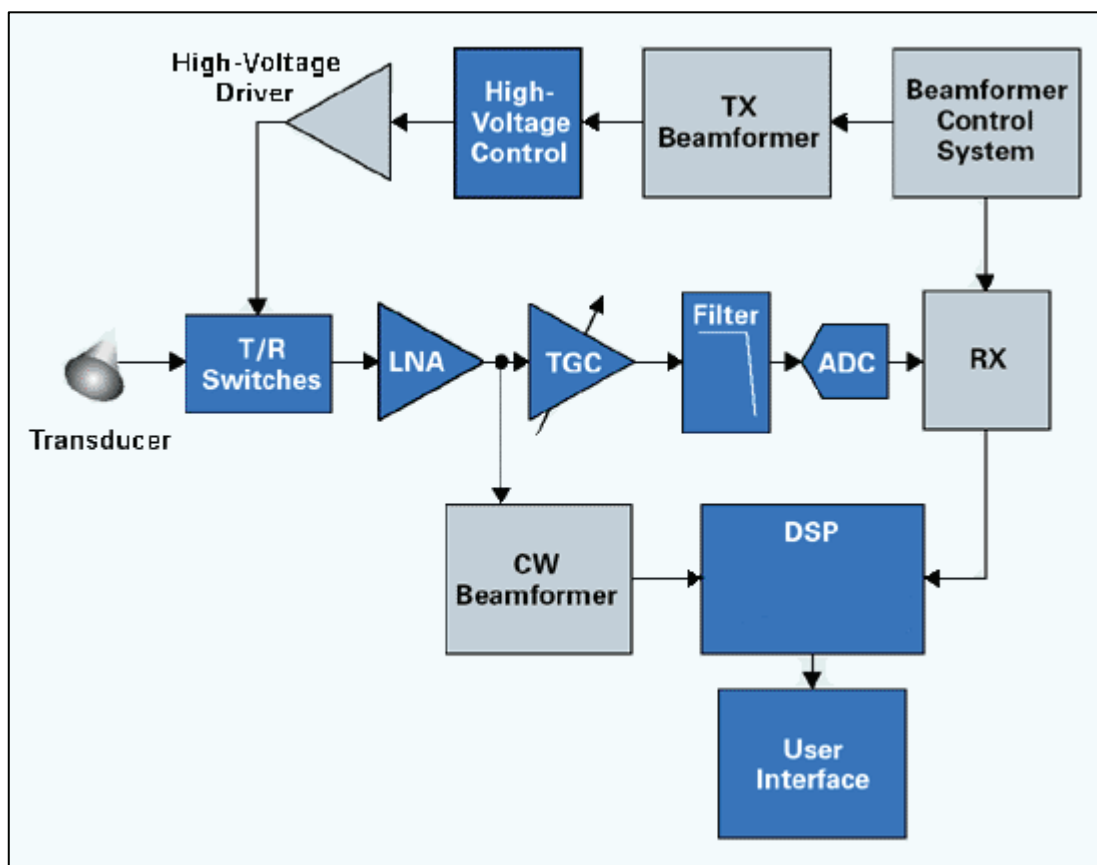 High-Voltage
Driver
High-
Voltage
Control
TX
Beamformer
Beamformer
Control
System
Transducer
T/R
Switches
LNA
TGC
Filter
ADC
RX
CW
Beamformer
DSP
User
Interface